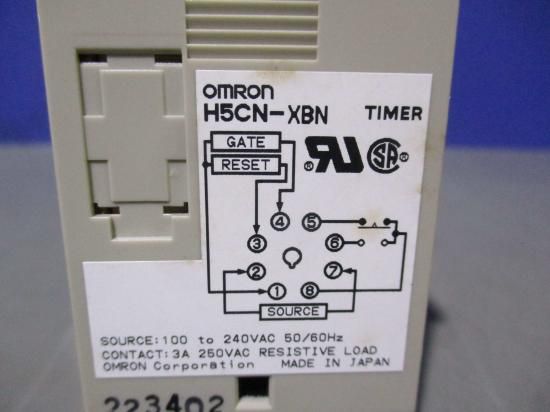 OMRON
H5CN-XBN TIMER
GATE
RESET
4
3
5
6
2
7
1
8
SOURCE
SOURCE:100 to 240VAC 50/60Hz
CONTACT:3A 250VAC RESISTIVE LOAD
OMRON Corporation MADE IN JAPAN
223402